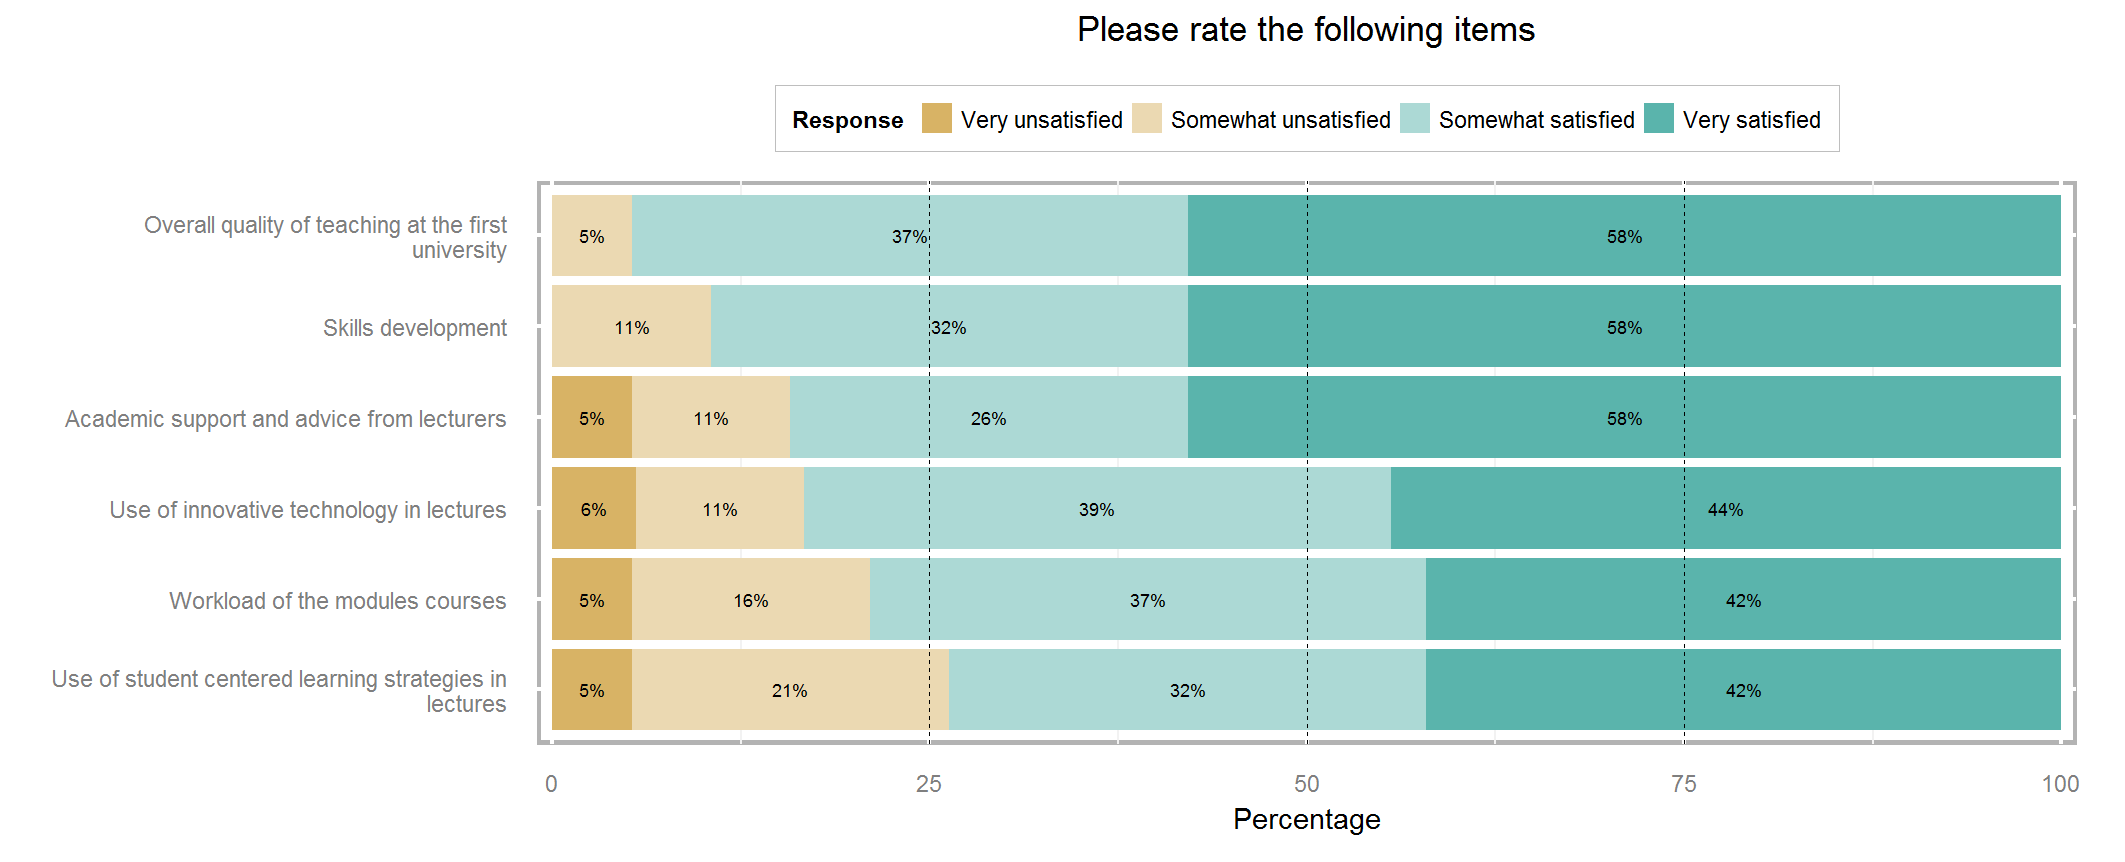 Please rate the following items
Response Very unsatisfied Somewhat unsatisfied Somewhat satisfied Very satisfied
Overall quality of teaching at the first
university
5% 37% 58%
Skills development
11% 32% 58%
Academic support and advice from lecturers
5% 11% 26% 58%
Use of innovative technology in lectures
6% 11% 39% 44%
Workload of the modules courses
5% 16% 37% 42%
Use of student centered learning strategies in
lectures
5% 21% 32% 42%
0 25 50 75 100
Percentage